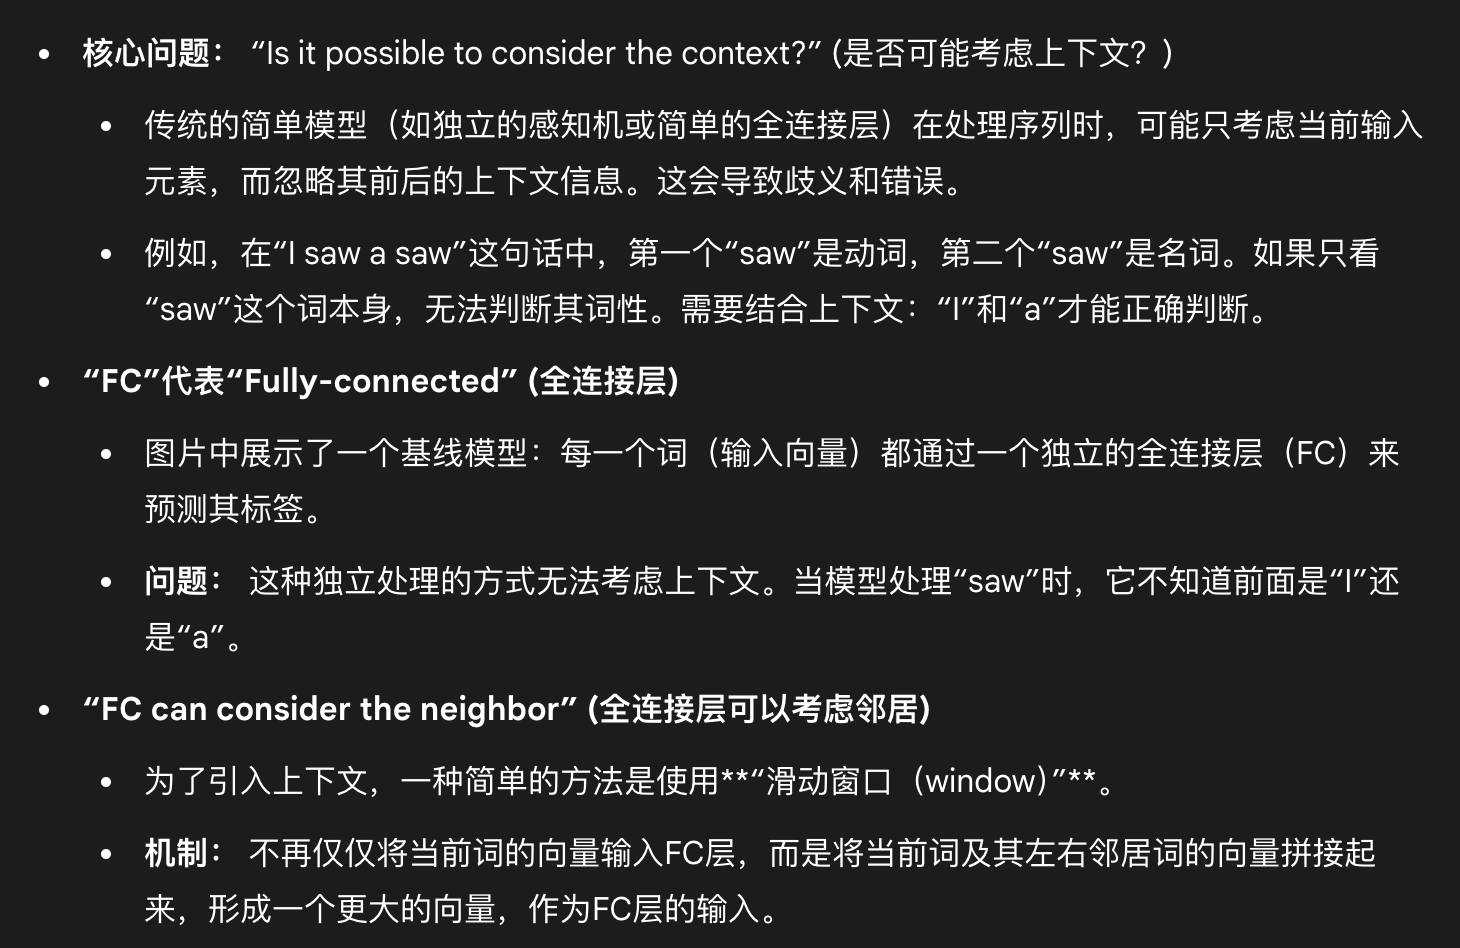 • 核心问题： “Is it possible to consider the context?” (是否可能考虑上下文？)
• 传统的简单模型（如独立的感知机或简单的全连接层）在处理序列时，可能只考虑当前输入
元素，而忽略其前后的上下文信息。这会导致歧义和错误。
• 例如，在“I saw a saw”这句话中，第一个“saw”是动词，第二个“saw”是名词。如果只看
“saw”这个词本身，无法判断其词性。需要结合上下文：“I”和“a”才能正确判断。
• “FC”代表“Fully-connected” (全连接层)
• 图片中展示了一个基线模型：每一个词（输入向量）都通过一个独立的全连接层（FC）来
预测其标签。
• 问题： 这种独立处理的方式无法考虑上下文。当模型处理“saw”时，它不知道前面是“I”还
是“a”。
• “FC can consider the neighbor” (全连接层可以考虑邻居)
• 为了引入上下文，一种简单的方法是使用**“滑动窗口（window）”**。
• 机制： 不再仅仅将当前词的向量输入FC层，而是将当前词及其左右邻居词的向量拼接起
来，形成一个更大的向量，作为FC层的输入。